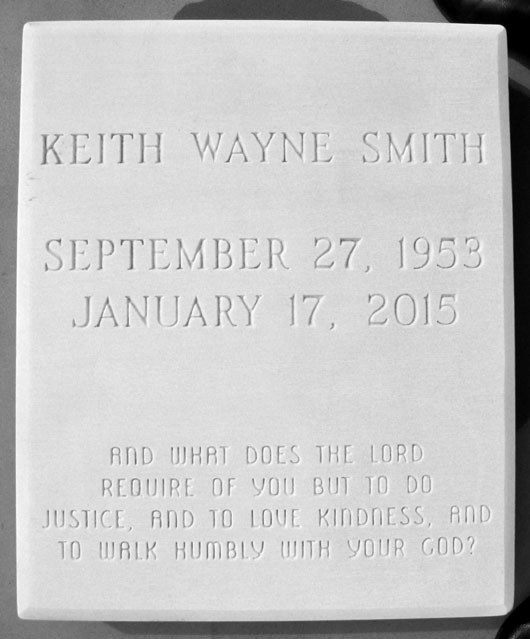 KEITH WAYNE SMITH
SEPTEMBER 27, 1953
JANUARY 17, 2015
AND WHAT DOES THE LORD
REQUIRE OF YOU BUT TO DO
JUSTICE, AND TO LOVE KINDNESS, AND
TO WALK HUMBLY WITH YOUR GOD?